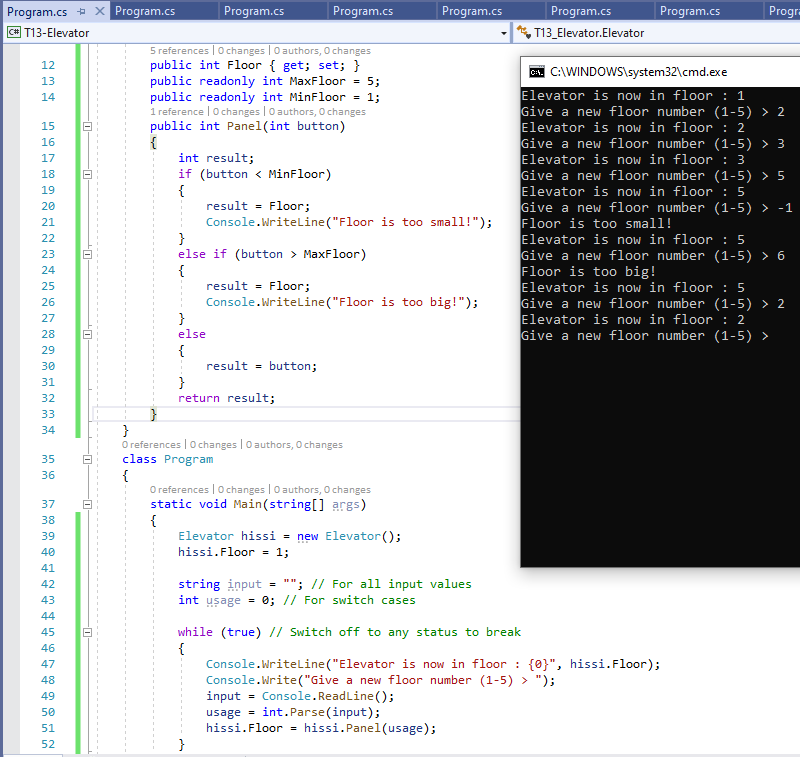 Program.cs Program.cs Program.cs Program.cs Program.cs Program.cs Program.cs
C# T13-Elevator T13_Elevator.Elevator
5 references | 0 changes | 0 authors, 0 changes
12 public int Floor { get; set; }
13 public readonly int MaxFloor = 5;
14 public readonly int MinFloor = 1;
1 reference | 0 changes | 0 authors, 0 changes
15 public int Panel(int button)
16 {
17 int result;
18 if (button < MinFloor)
19 {
20 result = Floor;
21 Console.WriteLine("Floor is too small!");
22 }
23 else if (button > MaxFloor)
24 {
25 result = Floor;
26 Console.WriteLine("Floor is too big!");
27 }
28 else
29 {
30 result = button;
31 }
32 return result;
33 }
34 }
0 references | 0 changes | 0 authors, 0 changes
35 class Program
36 {
0 references | 0 changes | 0 authors, 0 changes
37 static void Main(string[] args)
38 {
39 Elevator hissi = new Elevator();
40 hissi.Floor = 1;
41
42 string input = ""; // For all input values
43 int usage = 0; // For switch cases
44
45 while (true) // Switch off to any status to break
46 {
47 Console.WriteLine("Elevator is now in floor : {0}", hissi.Floor);
48 Console.Write("Give a new floor number (1-5) > ");
49 input = Console.ReadLine();
50 usage = int.Parse(input);
51 hissi.Floor = hissi.Panel(usage);
52 }
C:\WINDOWS\system32\cmd.exe
Elevator is now in floor : 1
Give a new floor number (1-5) > 2
Elevator is now in floor : 2
Give a new floor number (1-5) > 3
Elevator is now in floor : 3
Give a new floor number (1-5) > 5
Elevator is now in floor : 5
Give a new floor number (1-5) > -1
Floor is too small!
Elevator is now in floor : 5
Give a new floor number (1-5) > 6
Floor is too big!
Elevator is now in floor : 5
Give a new floor number (1-5) > 2
Elevator is now in floor : 2
Give a new floor number (1-5) >